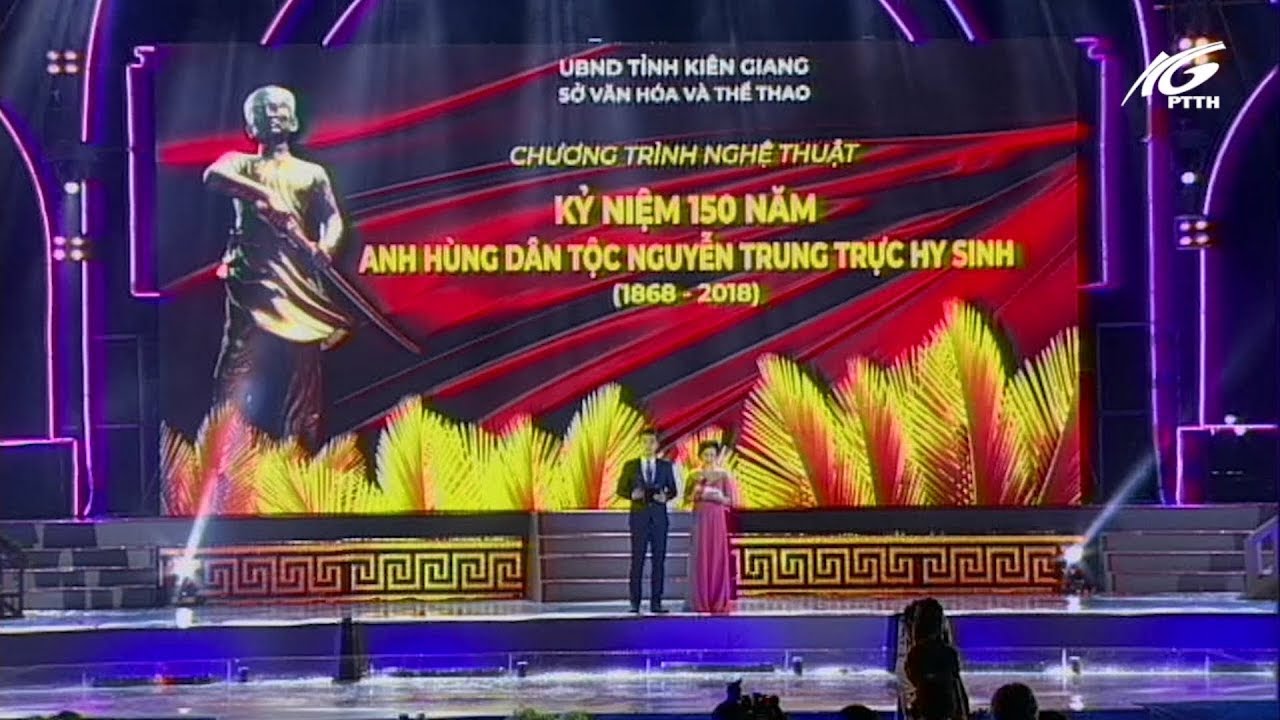 UBND TỈNH KIÊN GIANG
SỞ VĂN HÓA VÀ THỂ THAO
CHƯƠNG TRÌNH NGHỆ THUẬT
KỶ NIỆM 150 NĂM
ANH HÙNG DÂN TỘC NGUYỄN TRUNG TRỰC HY SINH
(1868 - 2018)
KG
PTTH